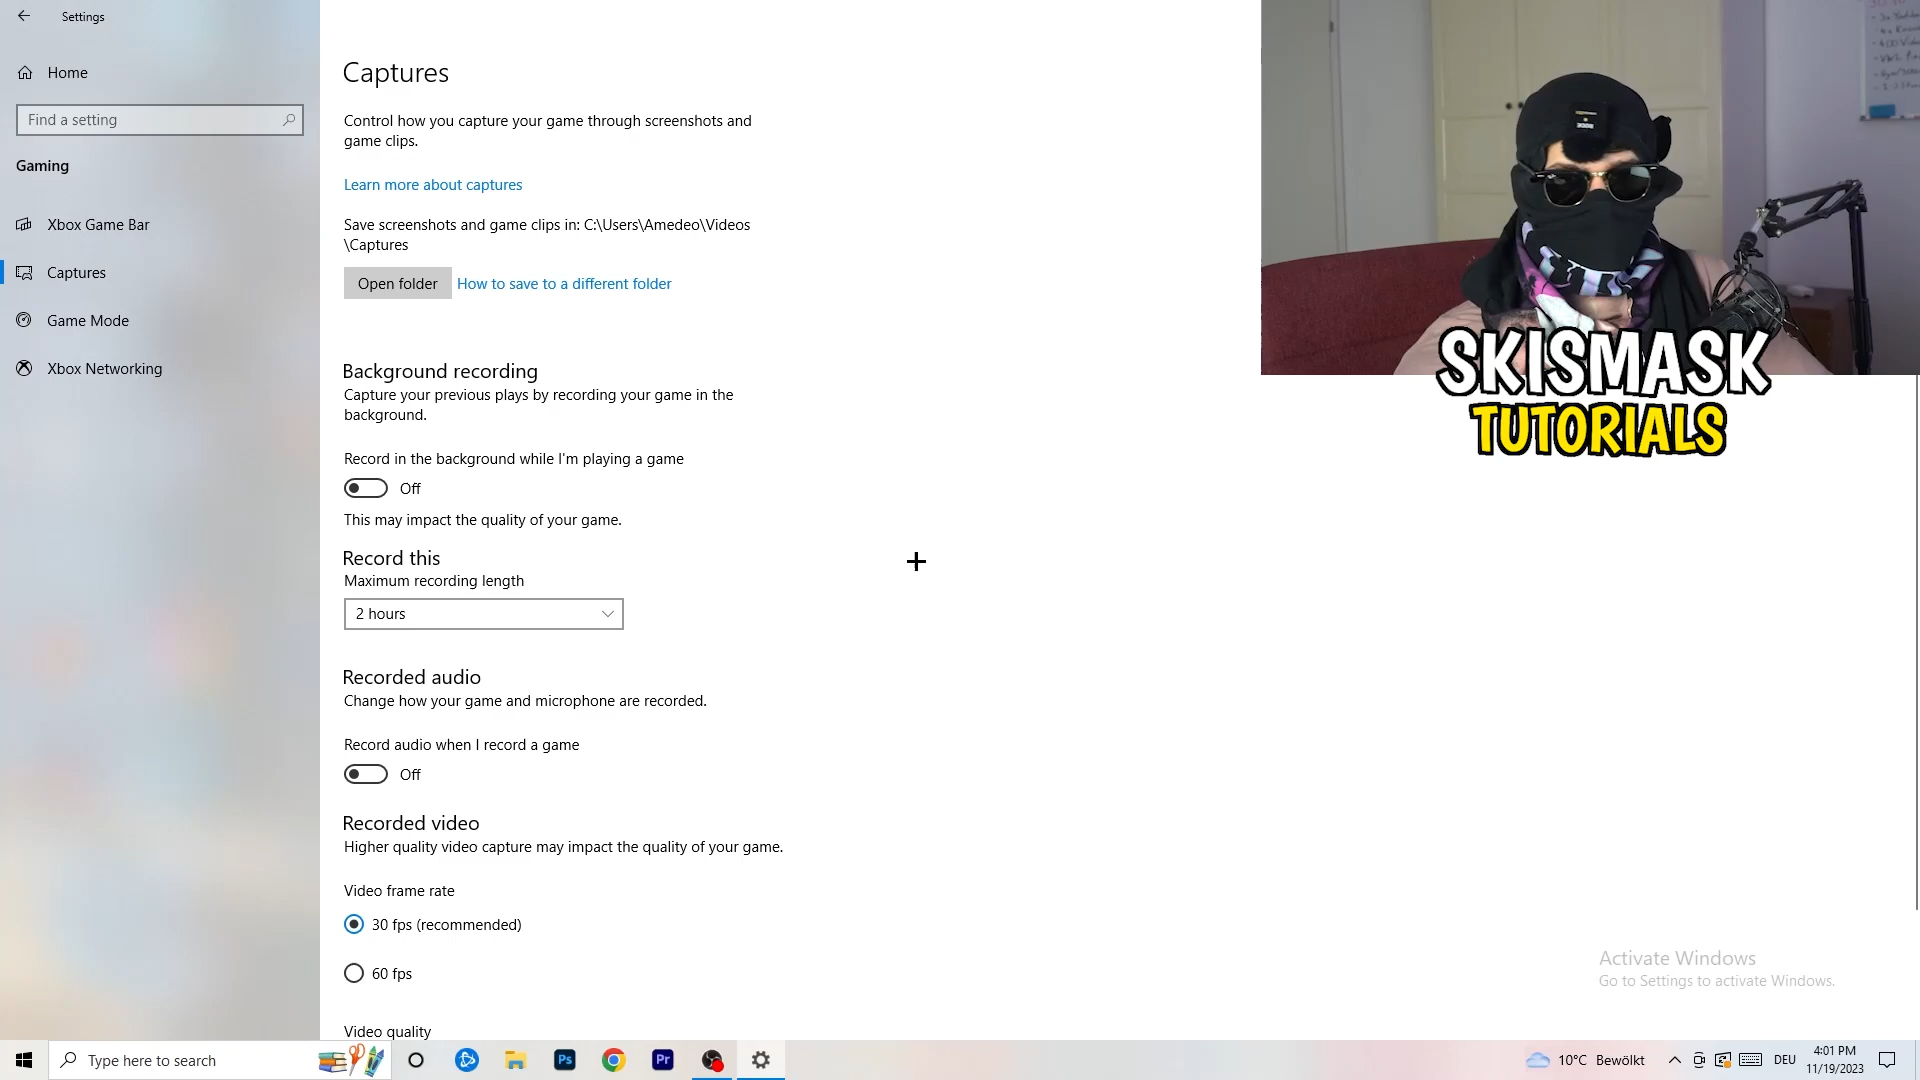 Settings
Home
Find a setting
Gaming
Xbox Game Bar
Captures
Game Mode
Xbox Networking
Captures
Control how you capture your game through screenshots and
game clips.
Learn more about captures
Save screenshots and game clips in: C:\Users\Amedeo\Videos
\Captures
Open folder
How to save to a different folder
Background recording
Capture your previous plays by recording your game in the
background.
Record in the background while I'm playing a game
Off
This may impact the quality of your game.
Record this
Maximum recording length
2 hours
Recorded audio
Change how your game and microphone are recorded.
Record audio when I record a game
Off
Recorded video
Higher quality video capture may impact the quality of your game.
Video frame rate
30 fps (recommended)
60 fps
Video quality
SKISMASK
TUTORIALS
Activate Windows
Go to Settings to activate Windows.
Type here to search
Ps
Pr
10°C Bewölkt
DEU
4:01 PM
11/19/2023